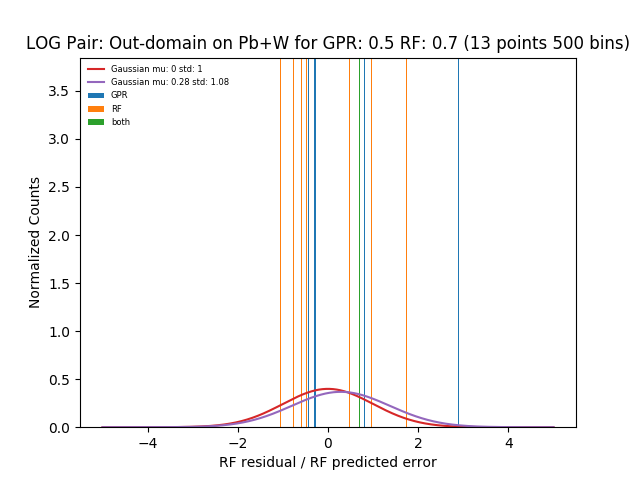 LOG Pair: Out-domain on Pb+W for GPR: 0.5 RF: 0.7 (13 points 500 bins)
Gaussian mu: 0 std: 1
Gaussian mu: 0.28 std: 1.08
GPR
RF
both
Normalized Counts
3.5
3.0
2.5
2.0
1.5
1.0
0.5
0.0
−4 −2 0 2 4
RF residual / RF predicted error